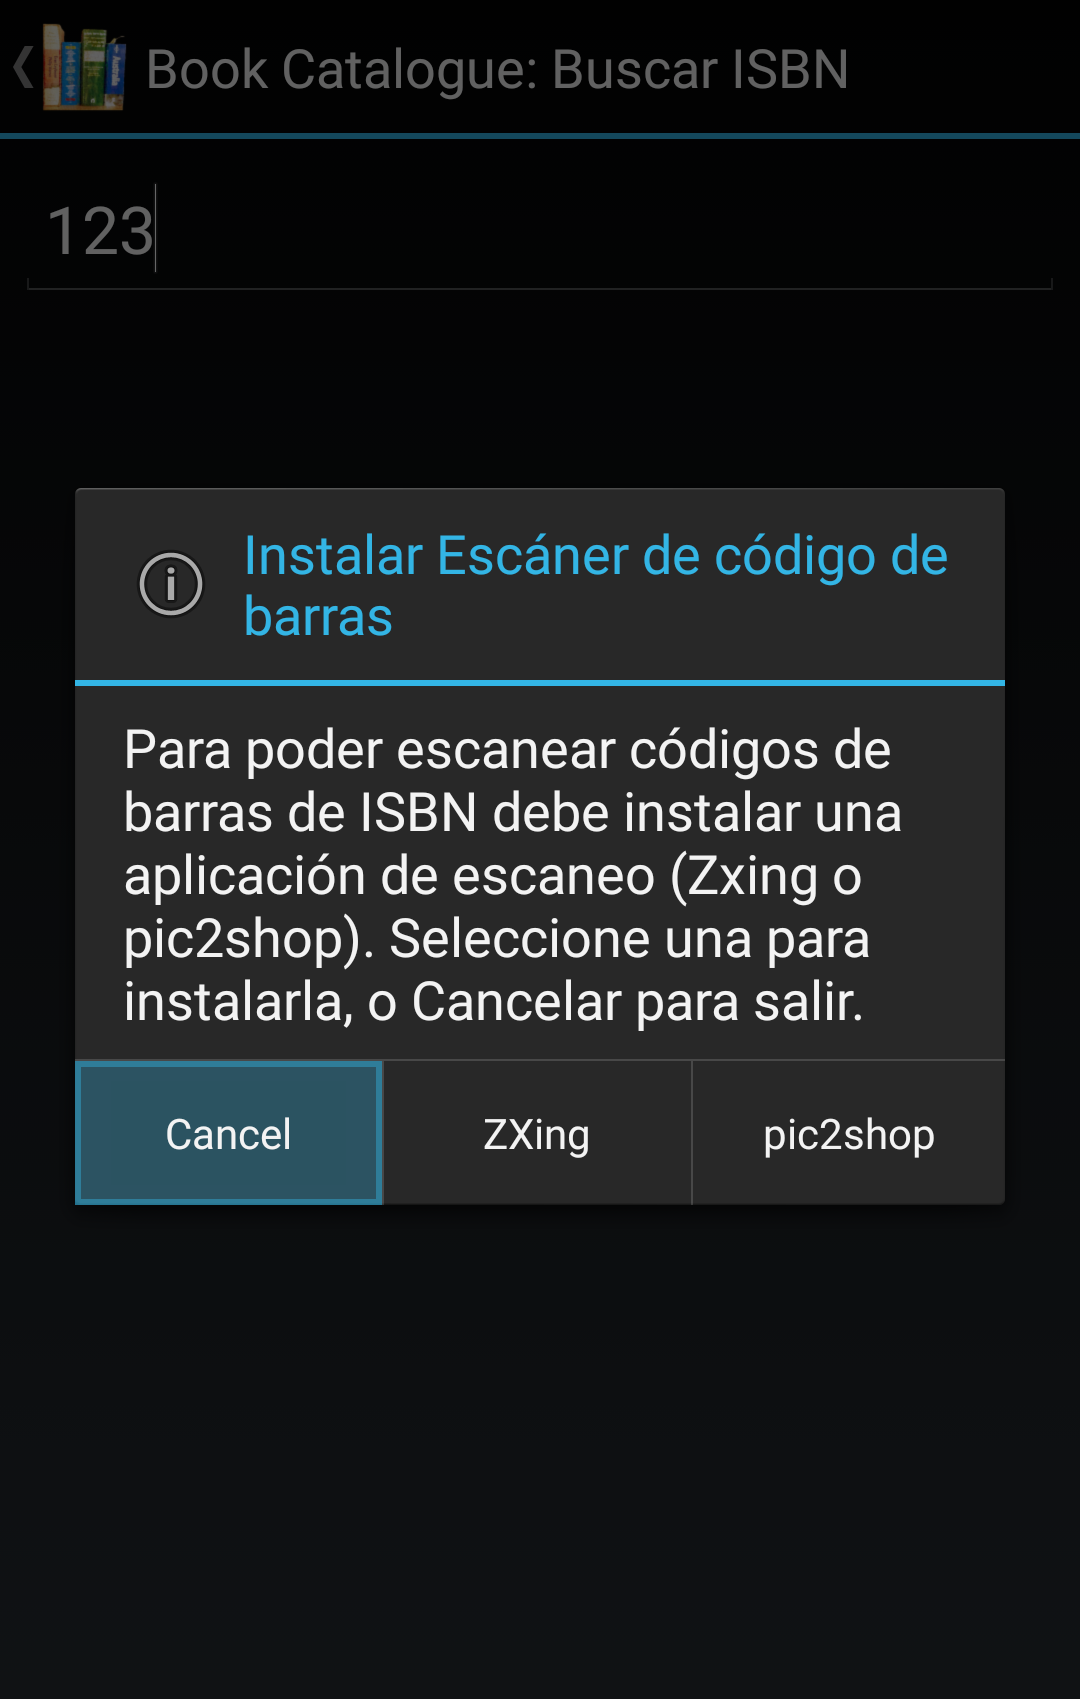 Book Catalogue: Buscar ISBN
123
Instalar Escáner de código de
barras
Para poder escanear códigos de
barras de ISBN debe instalar una
aplicación de escaneo (Zxing o
pic2shop). Seleccione una para
instalarla, o Cancelar para salir.
Cancel
ZXing
pic2shop